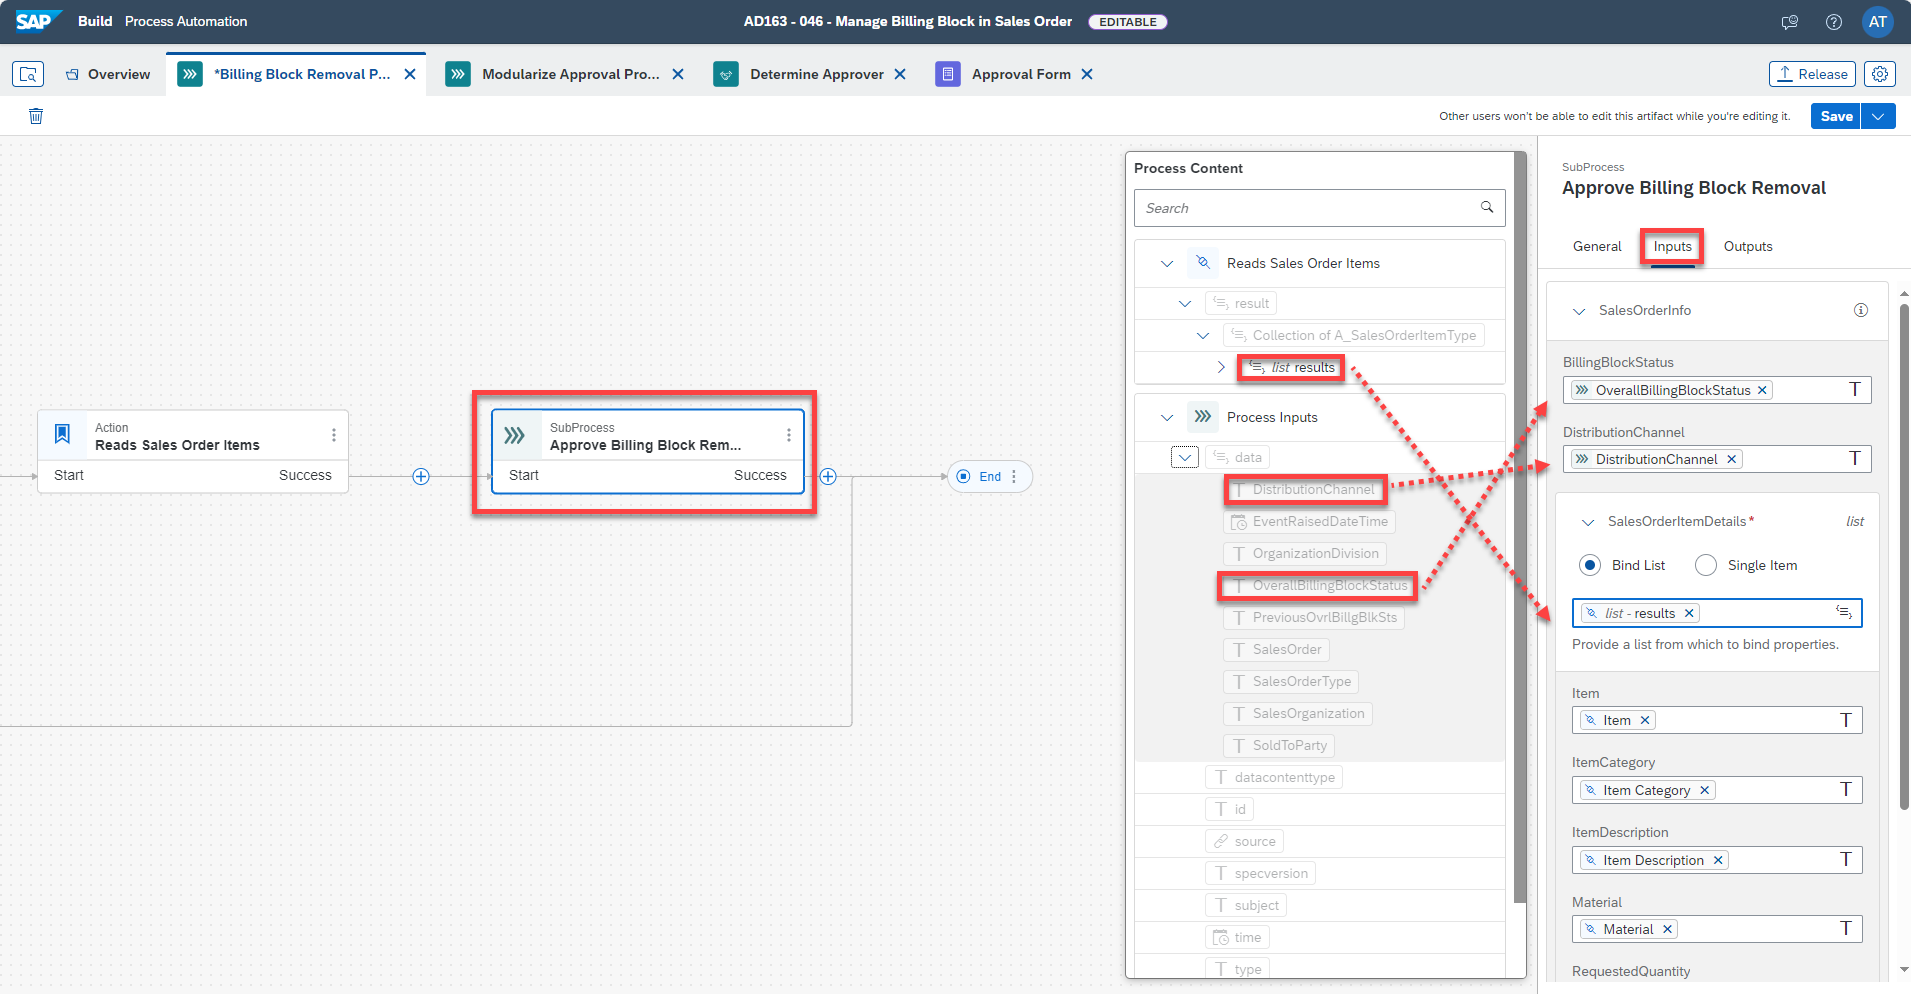 SAP Build Process Automation
AD163 - 046 - Manage Billing Block in Sales Order EDITABLE
AT
Overview
*Billing Block Removal P...
Modularize Approval Pro...
Determine Approver
Approval Form
Release
Other users won't be able to edit this artifact while you're editing it.
Save
Action
Reads Sales Order Items
Start Success
SubProcess
Approve Billing Block Rem...
Start Success
End
Process Content
Search
Reads Sales Order Items
result
Collection of A_SalesOrderItemType
list results
Process Inputs
data
DistributionChannel
EventRaisedDateTime
OrganizationDivision
OverallBillingBlockStatus
PreviousOvrlBillgBlkSts
SalesOrder
SalesOrderType
SalesOrganization
SoldToParty
datacontenttype
id
source
specversion
subject
time
type
SubProcess
Approve Billing Block Removal
General Inputs Outputs
SalesOrderInfo
BillingBlockStatus
OverallBillingBlockStatus
DistributionChannel
DistributionChannel
SalesOrderItemDetails* list
Bind List Single Item
list - results
Provide a list from which to bind properties.
Item
Item
ItemCategory
Item Category
ItemDescription
Item Description
Material
Material
RequestedQuantity